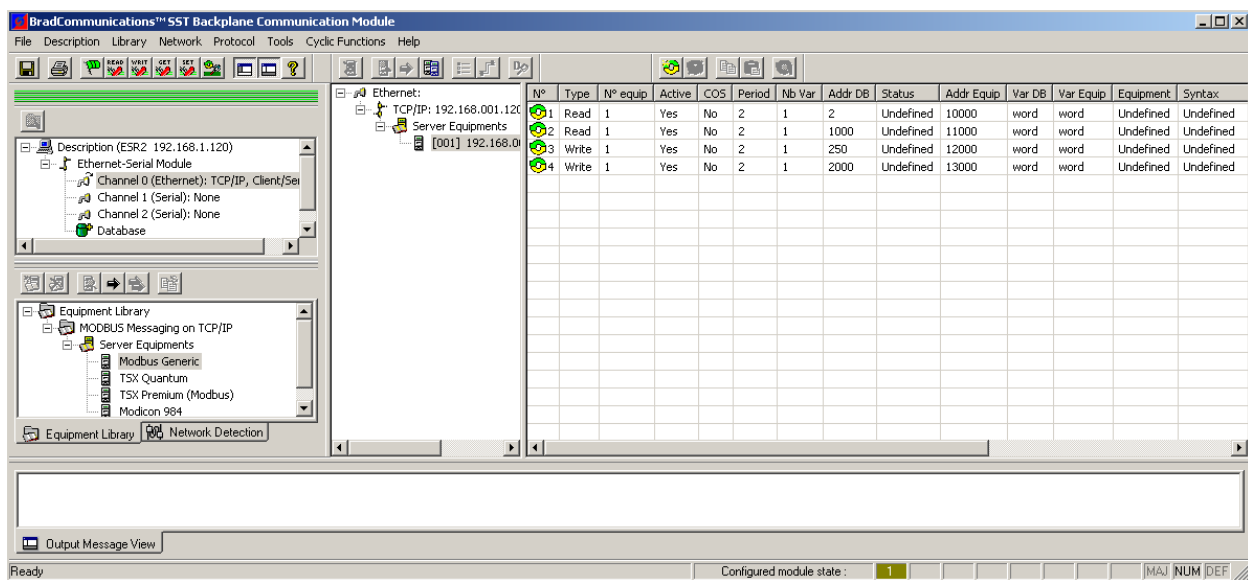 BradCommunications™ SST Backplane Communication Module
File Description Library Network Protocol Tools Cyclic Functions Help
READ WRIT GET SET
Description (ESR2 192.168.1.120)
Ethernet-Serial Module
Channel 0 (Ethernet): TCP/IP, Client/Ser
Channel 1 (Serial): None
Channel 2 (Serial): None
Database
Equipment Library
MODBUS Messaging on TCP/IP
Server Equipments
Modbus Generic
TSX Quantum
TSX Premium (Modbus)
Modicon 984
Equipment Library Network Detection
Ethernet:
TCP/IP: 192.168.001.120
Server Equipments
[001] 192.168.0
N° Type N° equip Active COS Period Nb Var Addr DB Status Addr Equip Var DB Var Equip Equipment Syntax
1 Read 1 Yes No 2 1 2 Undefined 10000 word word Undefined Undefined
2 Read 1 Yes No 2 1 1000 Undefined 11000 word word Undefined Undefined
3 Write 1 Yes No 2 1 250 Undefined 12000 word word Undefined Undefined
4 Write 1 Yes No 2 1 2000 Undefined 13000 word word Undefined Undefined
Output Message View
Ready Configured module state : 1 MAJ NUM DEF